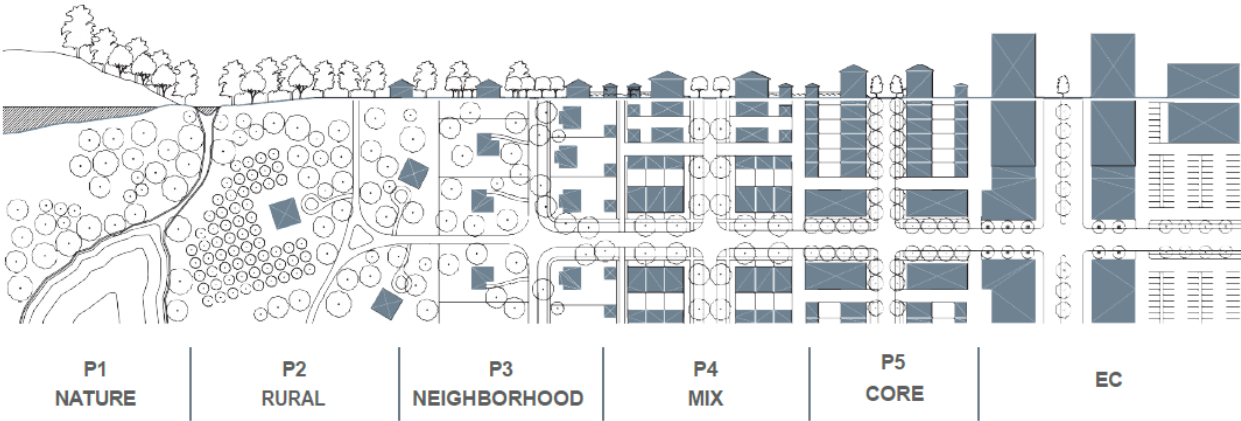 P1
NATURE
P2
RURAL
P3
NEIGHBORHOOD
P4
MIX
P5
CORE
EC